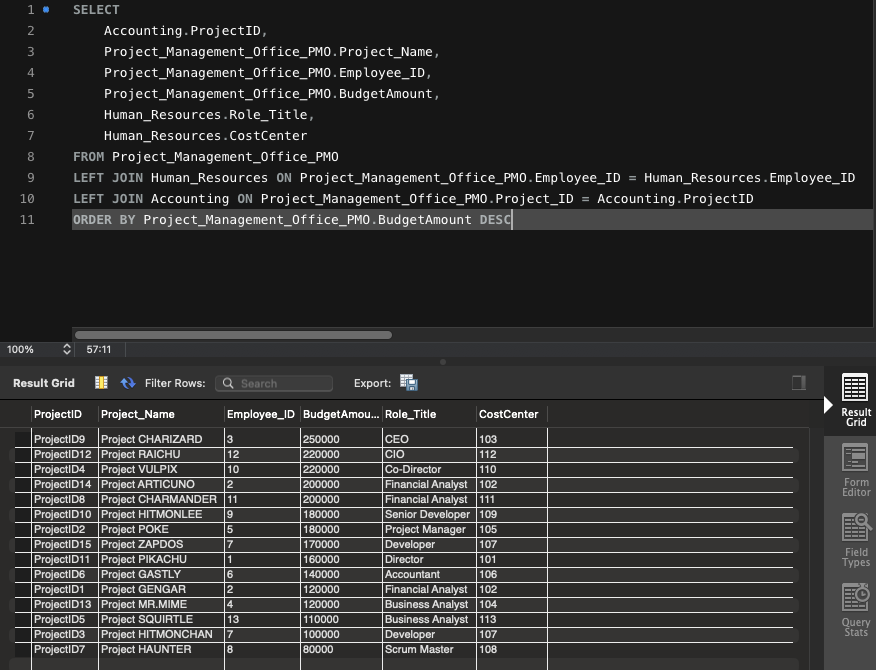 1 SELECT
2 Accounting.ProjectID,
3 Project_Management_Office_PMO.Project_Name,
4 Project_Management_Office_PMO.Employee_ID,
5 Project_Management_Office_PMO.BudgetAmount,
6 Human_Resources.Role_Title,
7 Human_Resources.CostCenter
8 FROM Project_Management_Office_PMO
9 LEFT JOIN Human_Resources ON Project_Management_Office_PMO.Employee_ID = Human_Resources.Employee_ID
10 LEFT JOIN Accounting ON Project_Management_Office_PMO.Project_ID = Accounting.ProjectID
11 ORDER BY Project_Management_Office_PMO.BudgetAmount DESC
100% 57:11
Result Grid Filter Rows: Search Export:
ProjectID Project_Name Employee_ID BudgetAmou... Role_Title CostCenter
ProjectID9 Project CHARIZARD 3 250000 CEO 103
ProjectID12 Project RAICHU 12 220000 CIO 112
ProjectID4 Project VULPIX 10 220000 Co-Director 110
ProjectID14 Project ARTICUNO 2 200000 Financial Analyst 102
ProjectID8 Project CHARMANDER 11 200000 Financial Analyst 111
ProjectID10 Project HITMONLEE 9 180000 Senior Developer 109
ProjectID2 Project POKE 5 180000 Project Manager 105
ProjectID15 Project ZAPDOS 7 170000 Developer 107
ProjectID11 Project PIKACHU 1 160000 Director 101
ProjectID6 Project GASTLY 6 140000 Accountant 106
ProjectID1 Project GENGAR 2 120000 Financial Analyst 102
ProjectID13 Project MR.MIME 4 120000 Business Analyst 104
ProjectID5 Project SQUIRTLE 13 110000 Business Analyst 113
ProjectID3 Project HITMONCHAN 7 100000 Developer 107
ProjectID7 Project HAUNTER 8 80000 Scrum Master 108
Result
Grid
Form
Editor
Field
Types
Query
Stats